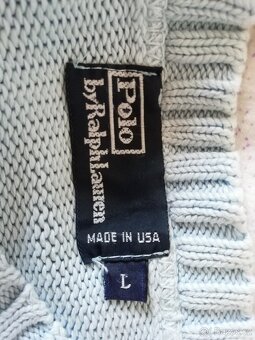 Polo
by Ralph Lauren
MADE IN USA
L